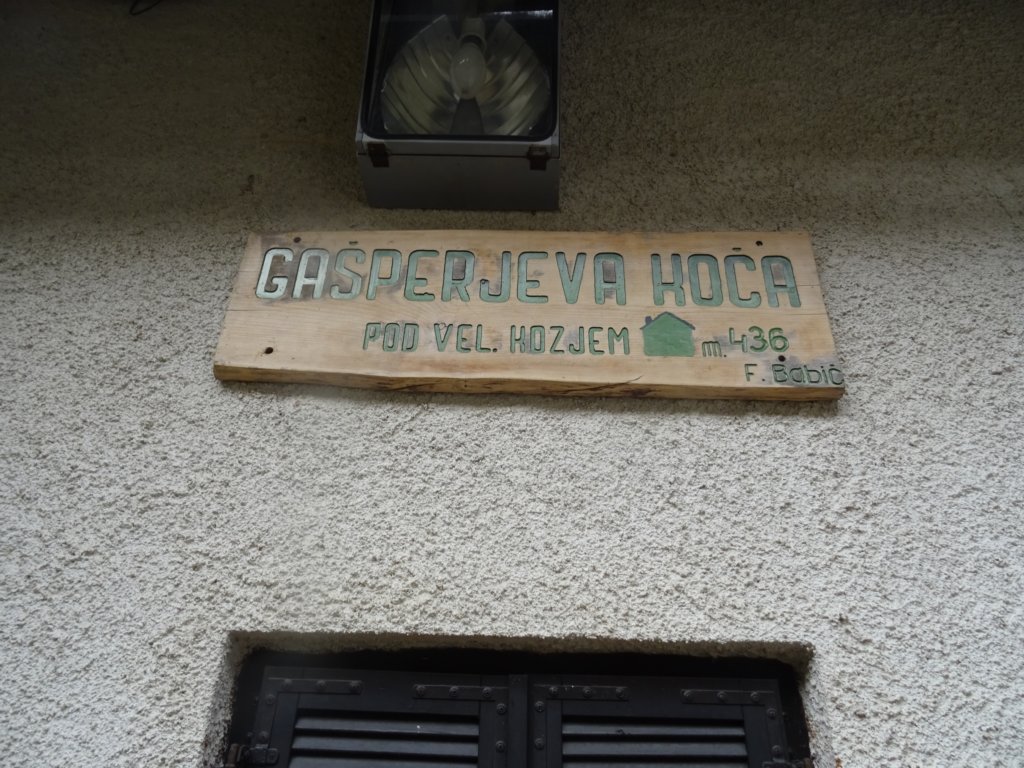 GAŠPERJEVA KOČA
POD VEL. KOZJEM m. 436
F. Babič